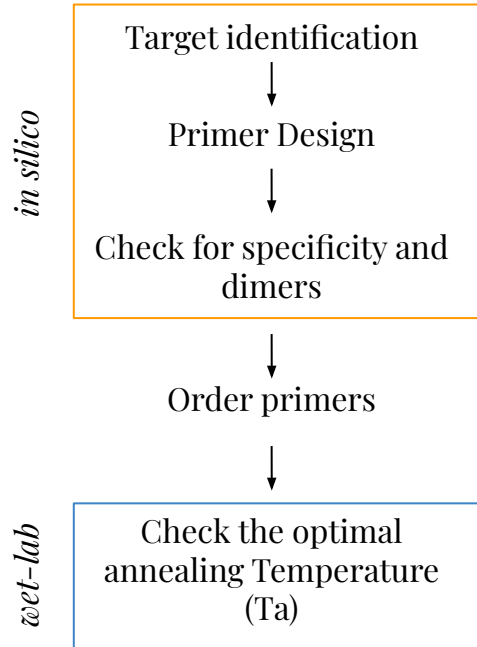 Target identification
in silico
Primer Design
Check for specificity and
dimers
Order primers
wet-lab
Check the optimal
annealing Temperature
(Ta)